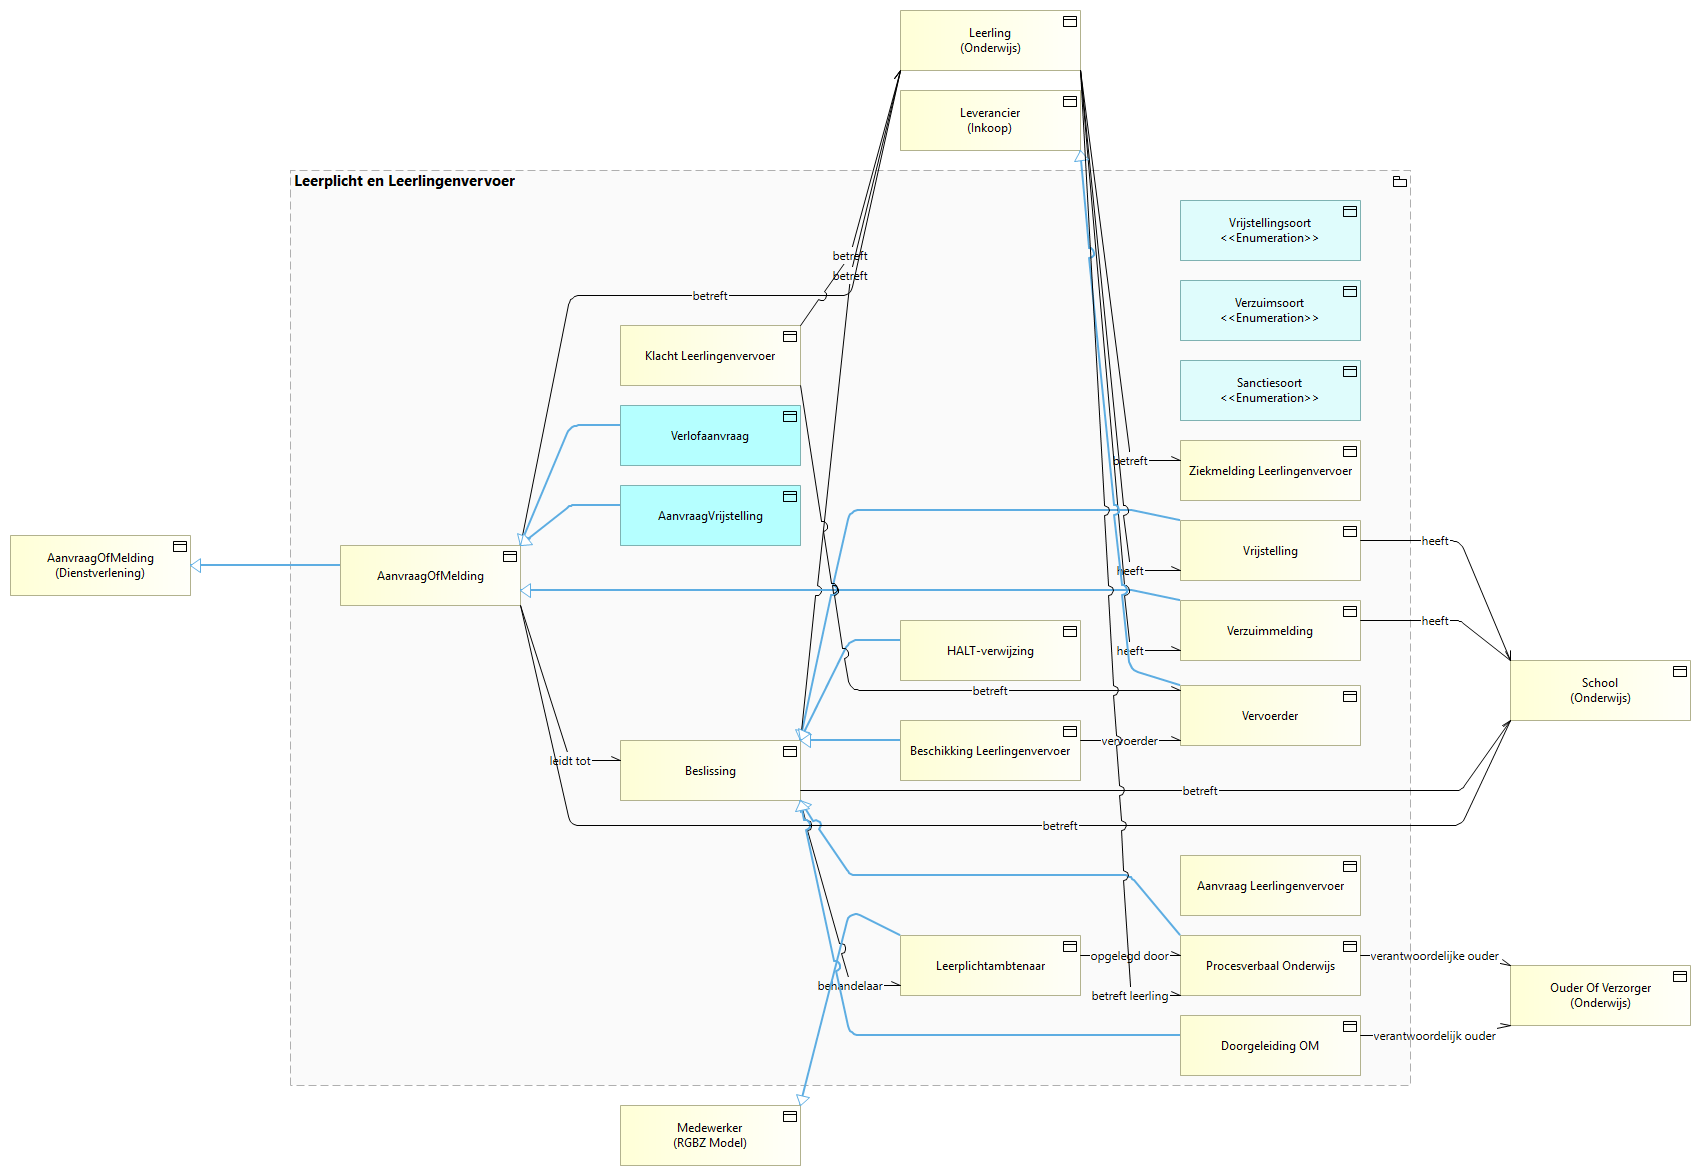 Leerling
(Onderwijs)
Leverancier
(Inkoop)
Leerplicht en Leerlingenvervoer
Vrijstellingsoort
<<Enumeration>>
betreft
betreft
betreft
Verzuimsoort
<<Enumeration>>
Klacht Leerlingenvervoer
Sanctiesoort
<<Enumeration>>
Verlofaanvraag
betreft
Ziekmelding Leerlingenvervoer
AanvraagVrijstelling
Vrijstelling
heeft
AanvraagOfMelding
(Dienstverlening)
AanvraagOfMelding
heeft
Verzuimmelding
heeft
HALT-verwijzing
heeft
School
(Onderwijs)
betreft
Vervoerder
Beschikking Leerlingenvervoer
vervoerder
leidt tot
Beslissing
betreft
betreft
Aanvraag Leerlingenvervoer
Leerplichtambtenaar
opgelegd door
Procesverbaal Onderwijs
verantwoordelijke ouder
behandelaar
betreft leerling
Ouder Of Verzorger
(Onderwijs)
Doorgeleiding OM
verantwoordelijk ouder
Medewerker
(RGBZ Model)